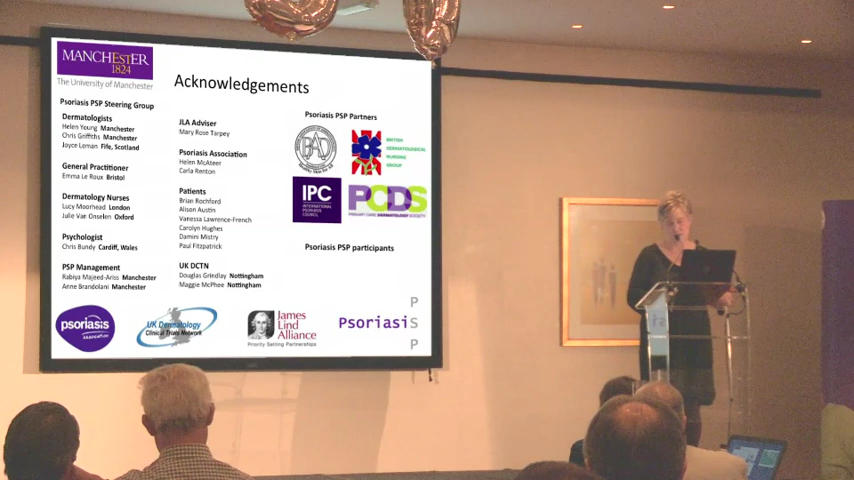 MANCHESTER
1824
The University of Manchester
Acknowledgements
Psoriasis PSP Steering Group
Dermatologists
Helen Young Manchester
Chris Griffiths Manchester
Joyce Leman Fife, Scotland
General Practitioner
Emma Le Roux Bristol
Dermatology Nurses
Lucy Moorhead London
Julie Van Onselen Oxford
Psychologist
Chris Bundy Cardiff, Wales
PSP Management
Rabiya Majeed-Ariss Manchester
Anne Brandolani Manchester
JLA Adviser
Mary Rose Tarpey
Psoriasis Association
Helen McAteer
Carla Renton
Patients
Brian Rochford
Alison Austin
Vanessa Lawrence-French
Carolyn Hughes
Damini Mistry
Paul Fitzpatrick
UK DCTN
Douglas Grindlay Nottingham
Maggie McPhee Nottingham
Psoriasis PSP Partners
BAD
BRITISH
DERMATOLOGICAL
NURSING
GROUP
IPC
INTERNATIONAL
PSORIASIS
COUNCIL
PCDS
PRIMARY CARE DERMATOLOGY SOCIETY
Psoriasis PSP participants
psoriasis
association
UK Dermatology
Clinical Trials Network
James
Lind
Alliance
Priority Setting Partnerships
P
PsoriasiS
P